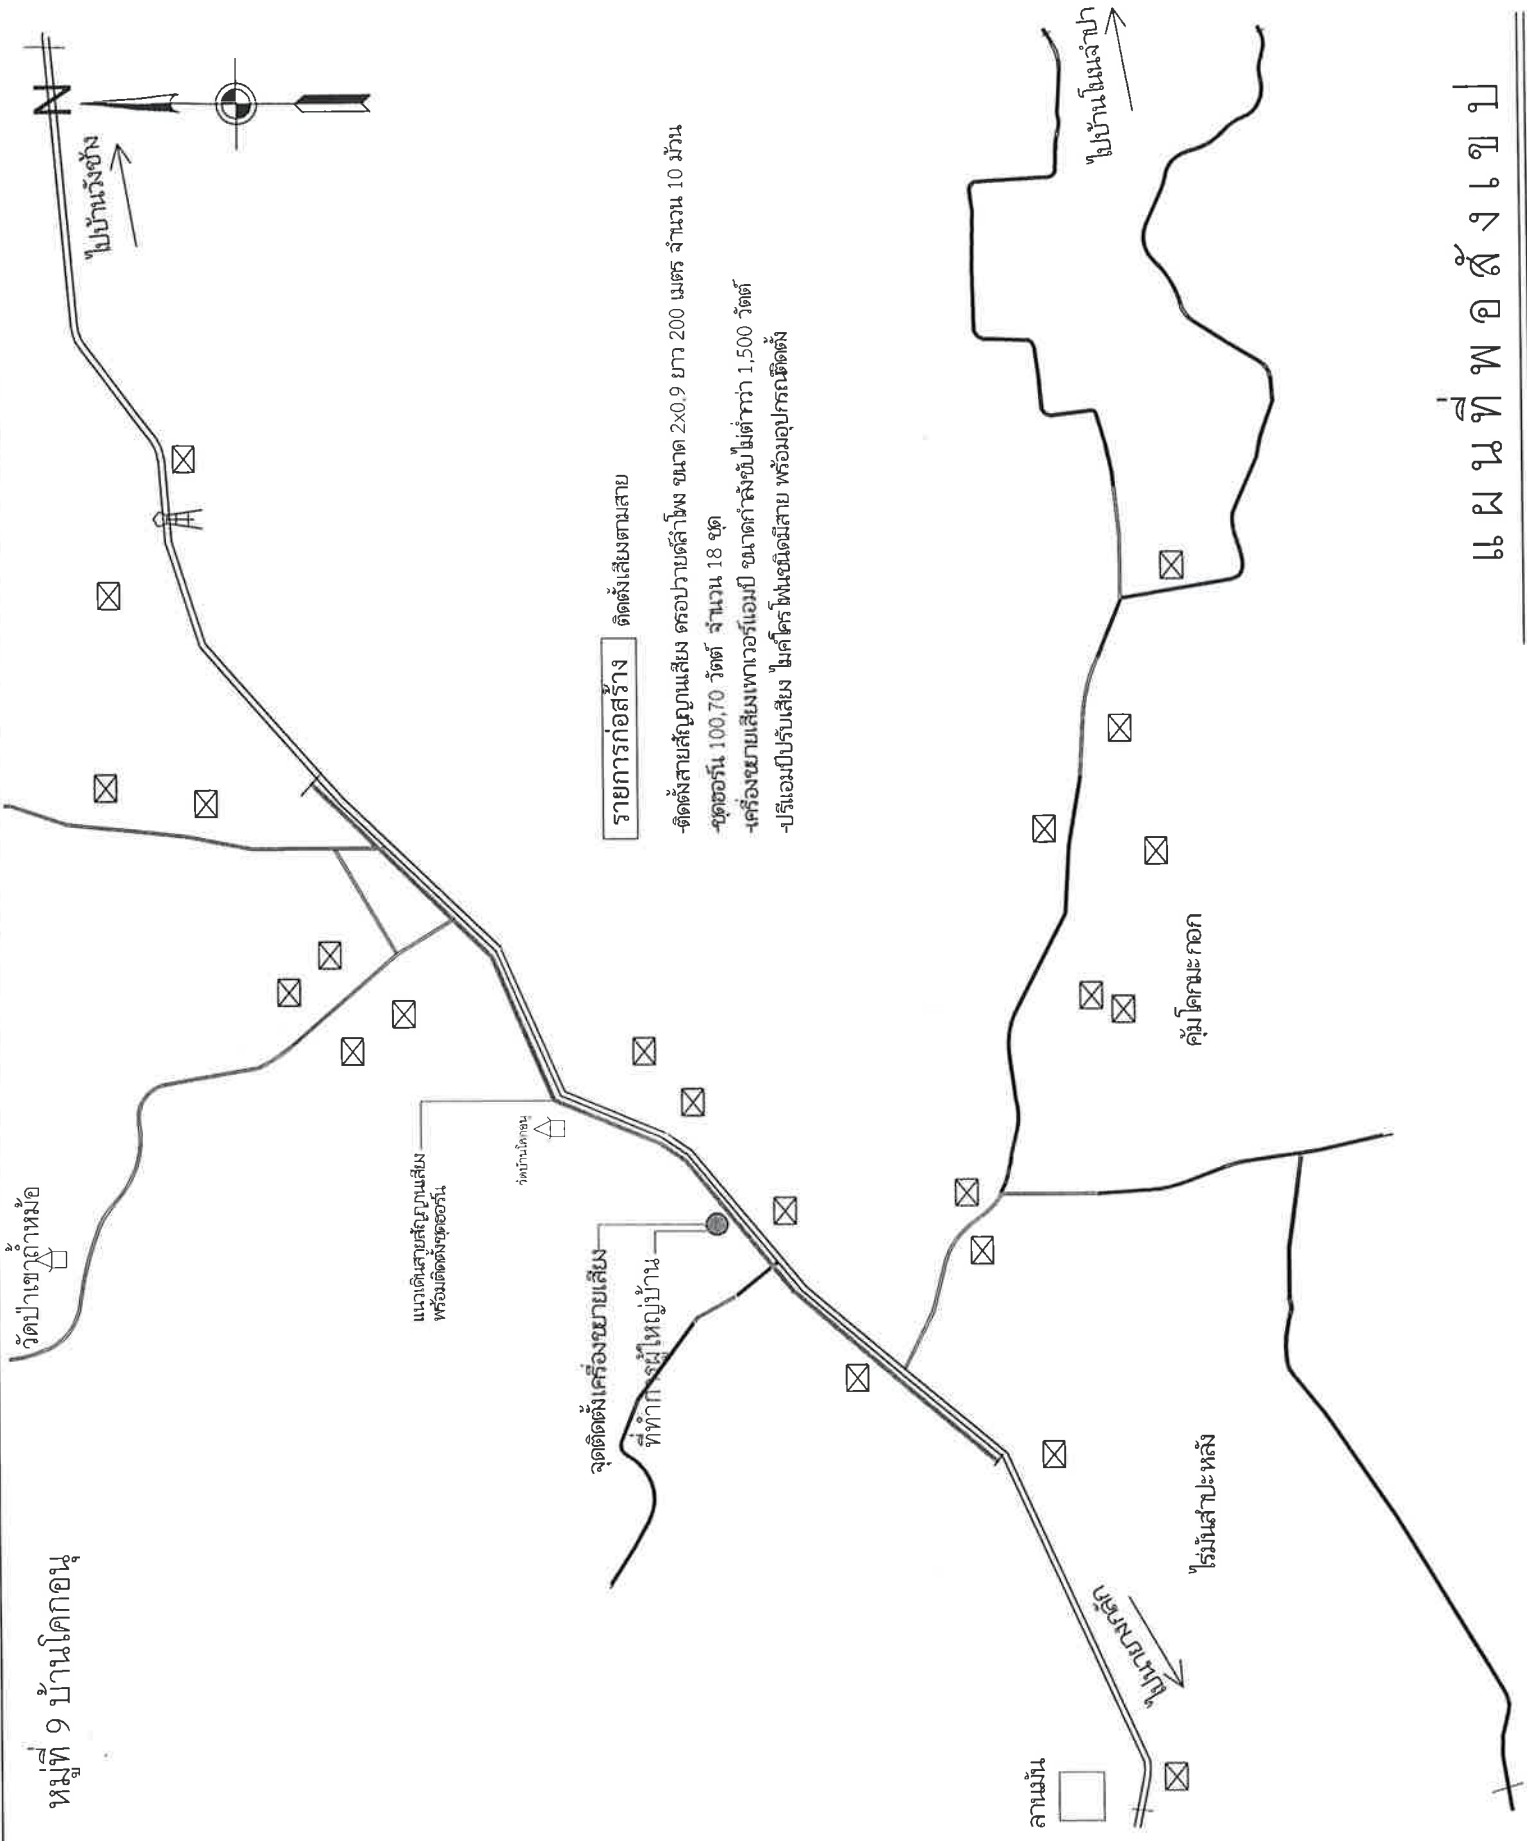 หมู่ที่ 9 บ้านโคกอนุ
วัดป่าเขาถ้ำหม้อ
N
ไปบ้านวังข้าง
แนวเดินสายสัญญาณเสียง
พร้อมติดตั้งชุดฮอร์น
วัดบ้านโคกอนุ
จุดติดตั้งเครื่องขยายเสียง
ที่ทำการผู้ใหญ่บ้าน
รายการก่อสร้าง ติดตั้งเสียงตามสาย
-ติดตั้งสายสัญญาณเสียง ดรอปวายด์ลำโพง ขนาด 2x0.9 ยาว 200 เมตร จำนวน 10 ม้วน
-ชุดฮอร์น 100,70 วัตต์ จำนวน 18 ชุด
-เครื่องขยายเสียงเพาเวอร์แอมป์ ขนาดกำลังขับไม่ต่ำกว่า 1,500 วัตต์
-ปรีแอมป์ปรับเสียง ไมค์โครโฟนชนิดมีสาย พร้อมอุปกรณ์ติดตั้ง
ลานมัน
ไปนายางกลัก
ไร่มันสำปะหลัง
คุ้มโคกมะกอก
ไปบ้านโนนจำปา
แผนที่พอสังเขป